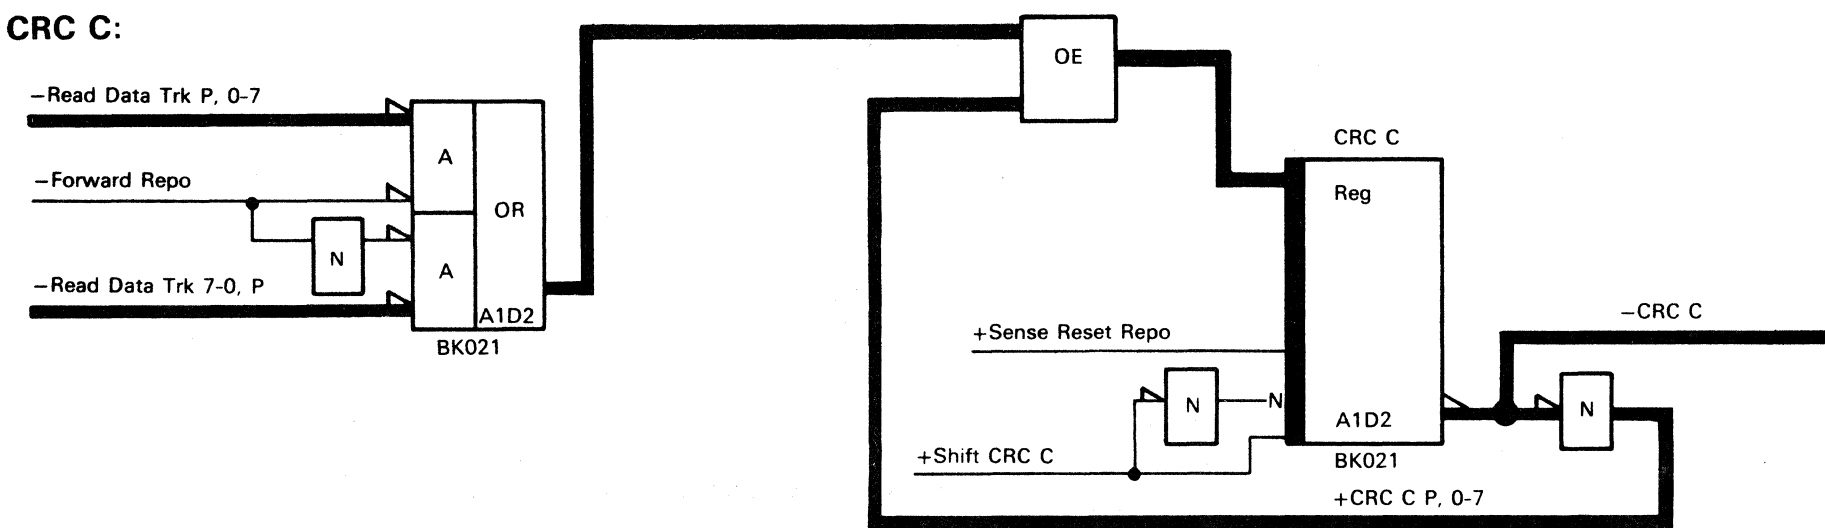 CRC C:
OE
−Read Data Trk P, 0-7
A
CRC C
−Forward Repo
Reg
OR
N
A
−Read Data Trk 7-0, P
A1D2
−CRC C
+Sense Reset Repo
BK021
N
N
N
A1D2
+Shift CRC C
BK021
+CRC C P, 0-7